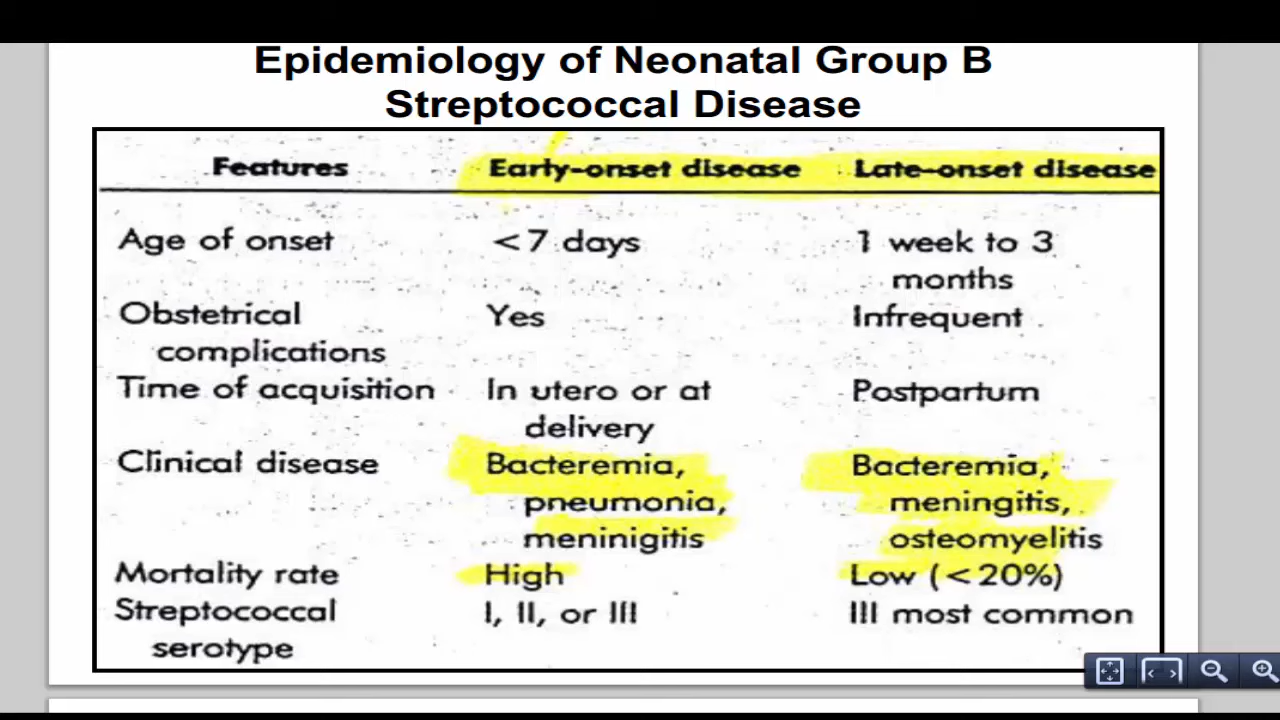 Epidemiology of Neonatal Group B
Streptococcal Disease
Features Early-onset disease Late-onset disease
Age of onset <7 days 1 week to 3
months
Obstetrical Yes Infrequent
complications
Time of acquisition In utero or at Postpartum
delivery
Clinical disease Bacteremia, Bacteremia,
pneumonia, meningitis,
meninigitis osteomyelitis
Mortality rate High Low (<20%)
Streptococcal I, II, or III III most common
serotype